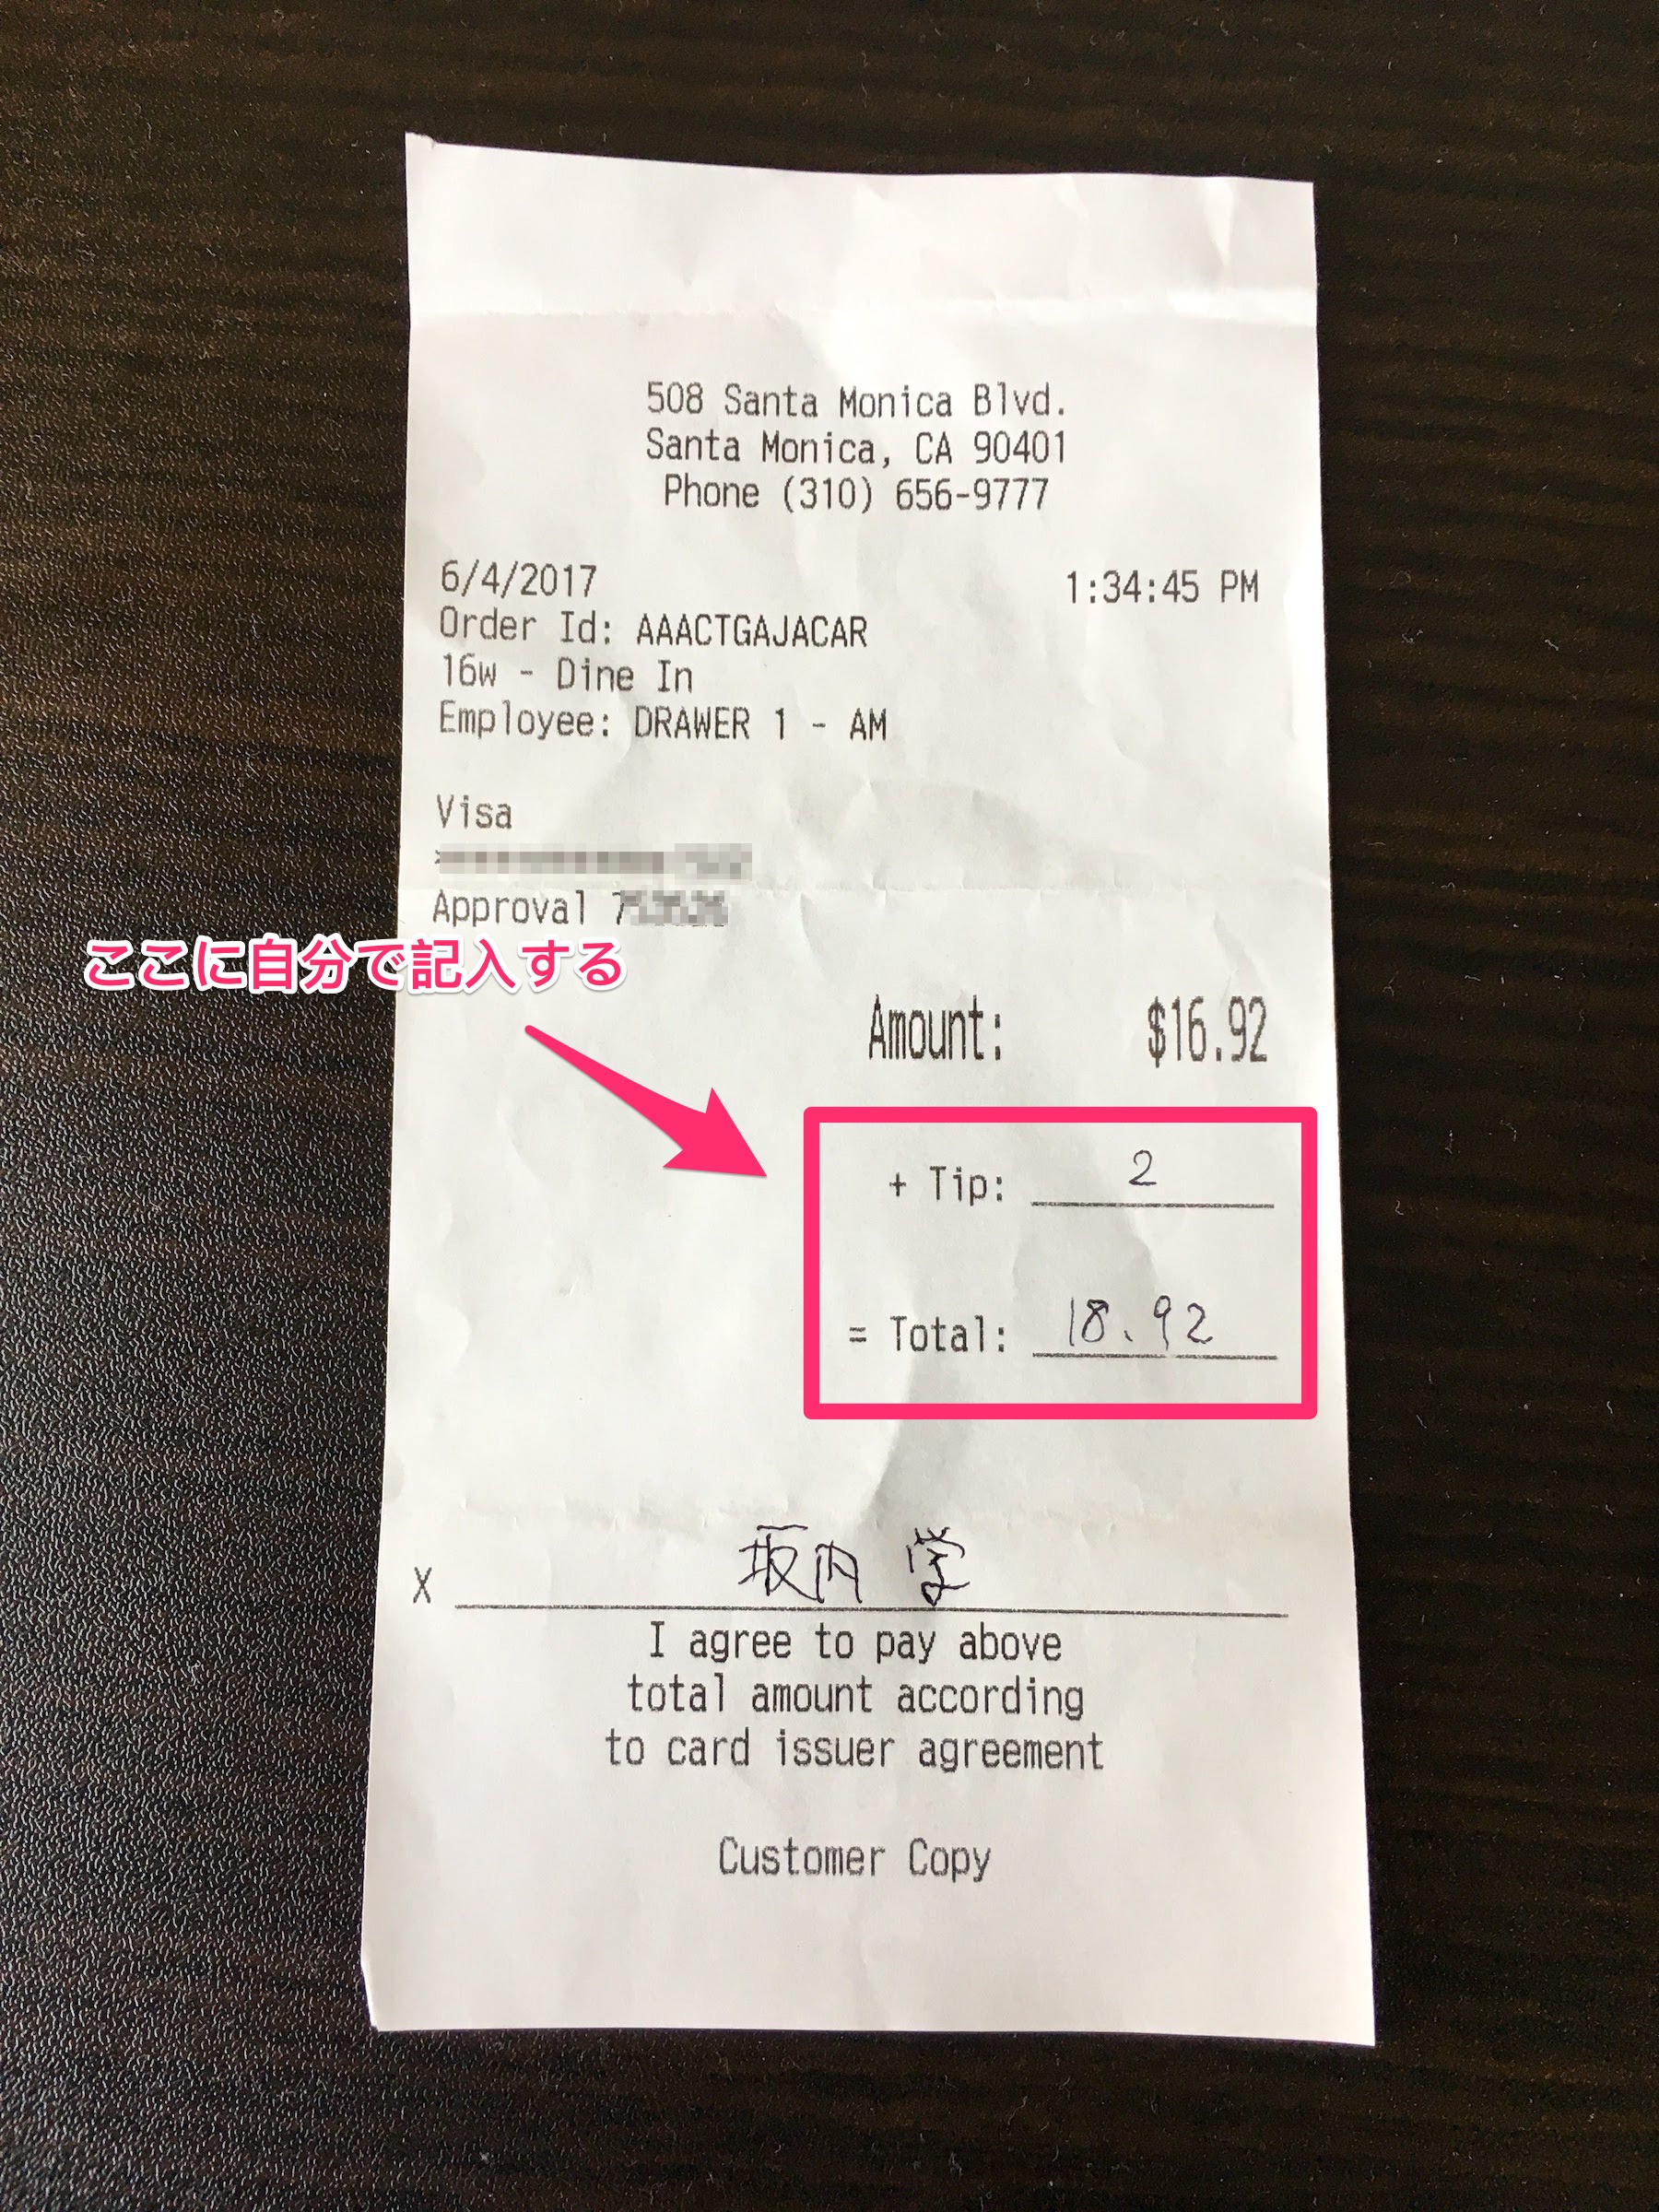 508 Santa Monica Blvd.
Santa Monica, CA 90401
Phone (310) 656-9777
6/4/2017 1:34:45 PM
Order Id: AAACTGAJACAR
16w - Dine In
Employee: DRAWER 1 - AM
Visa
Approval
ここに自分で記入する
Amount: $16.92
+ Tip: 2
= Total: 18.92
X 坂内 学
I agree to pay above
total amount according
to card issuer agreement
Customer Copy